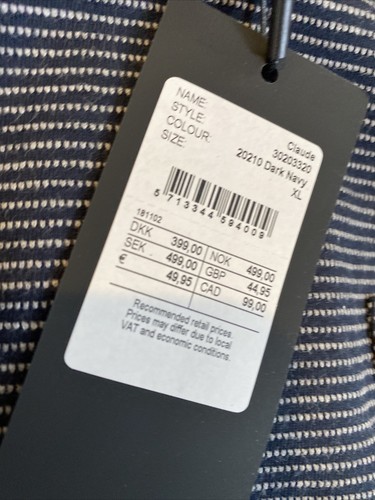 NAME: Claude
STYLE: 30203320
COLOUR: 20210 Dark Navy
SIZE: XL
5 713344 594009
181102
DKK 399,00 NOK 499,00
SEK . 499,00 GBP 44,95
€ 49,95 CAD 99,00
Recommended retail prices
Prices may differ due to local
VAT and economic conditions.